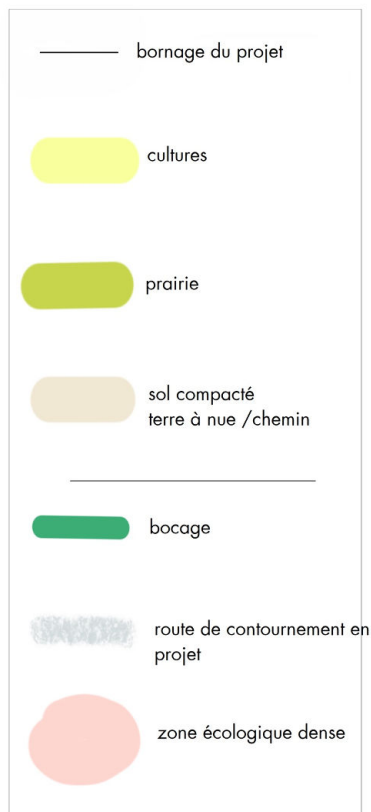 bornage du projet
cultures
prairie
sol compacté
terre à nue /chemin
bocage
route de contournement en
projet
zone écologique dense